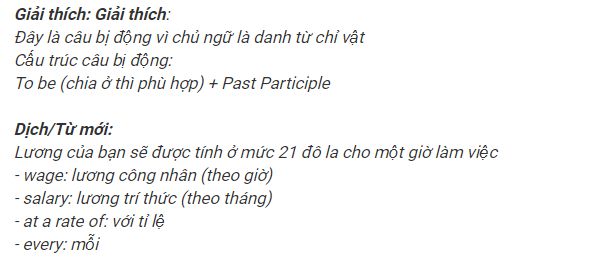 Giải thích: Giải thích:
Đây là câu bị động vì chủ ngữ là danh từ chỉ vật
Cấu trúc câu bị động:
To be (chia ở thì phù hợp) + Past Participle
Dịch/Từ mới:
Lương của bạn sẽ được tính ở mức 21 đô la cho một giờ làm việc
- wage: lương công nhân (theo giờ)
- salary: lương trí thức (theo tháng)
- at a rate of: với tỉ lệ
- every: mỗi